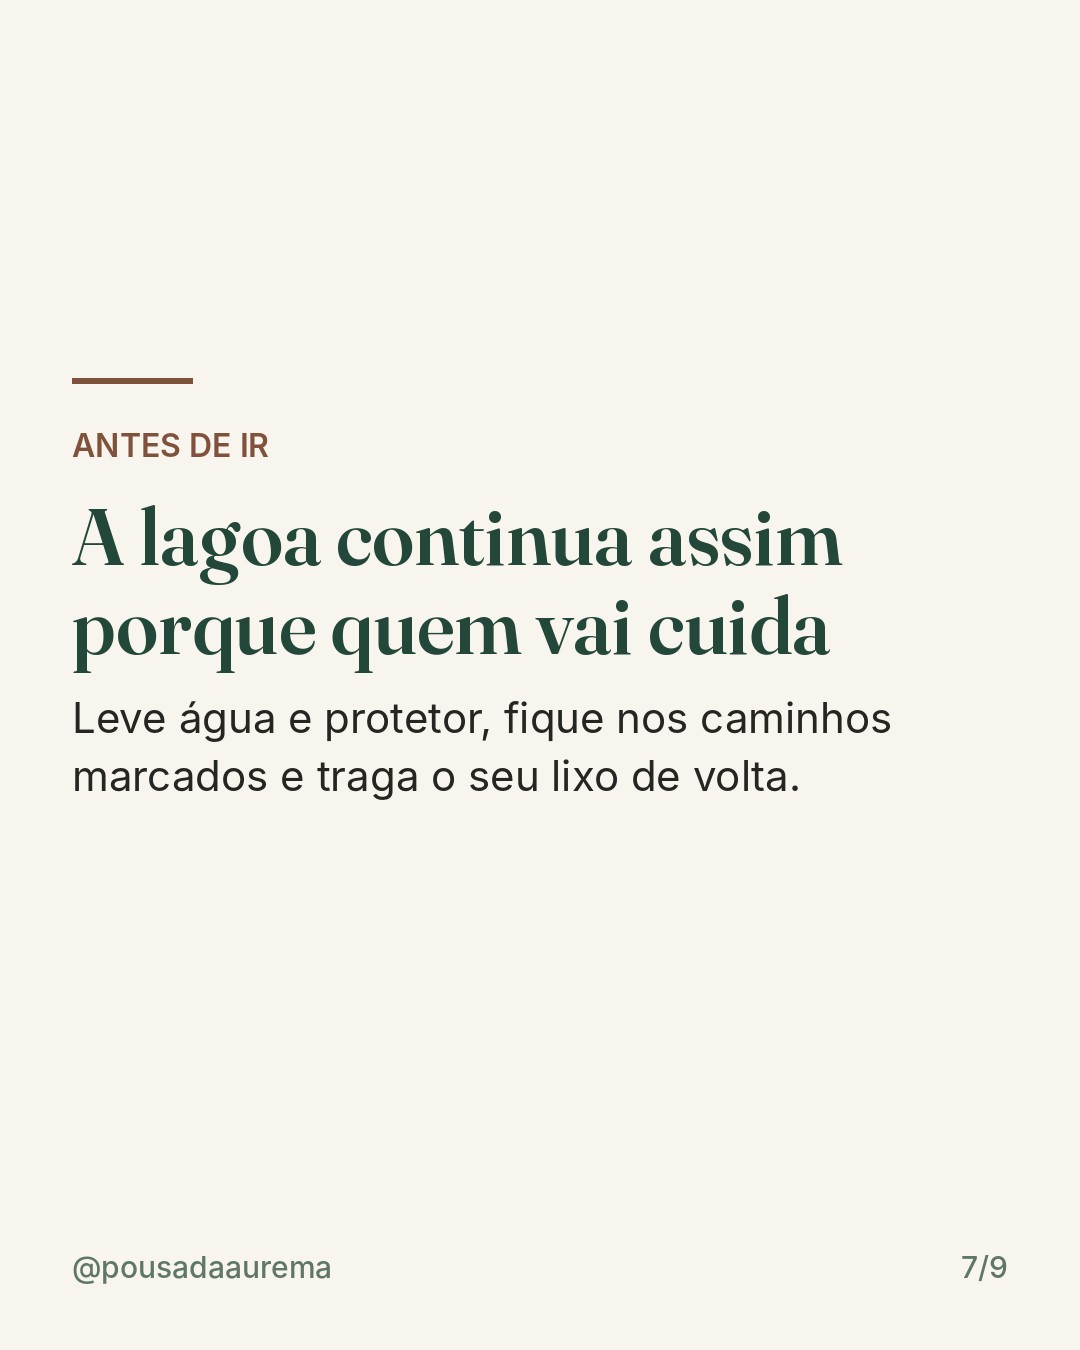 ANTES DE IR
A lagoa continua assim
porque quem vai cuida
Leve água e protetor, fique nos caminhos
marcados e traga o seu lixo de volta.
@pousadaaurema
7/9